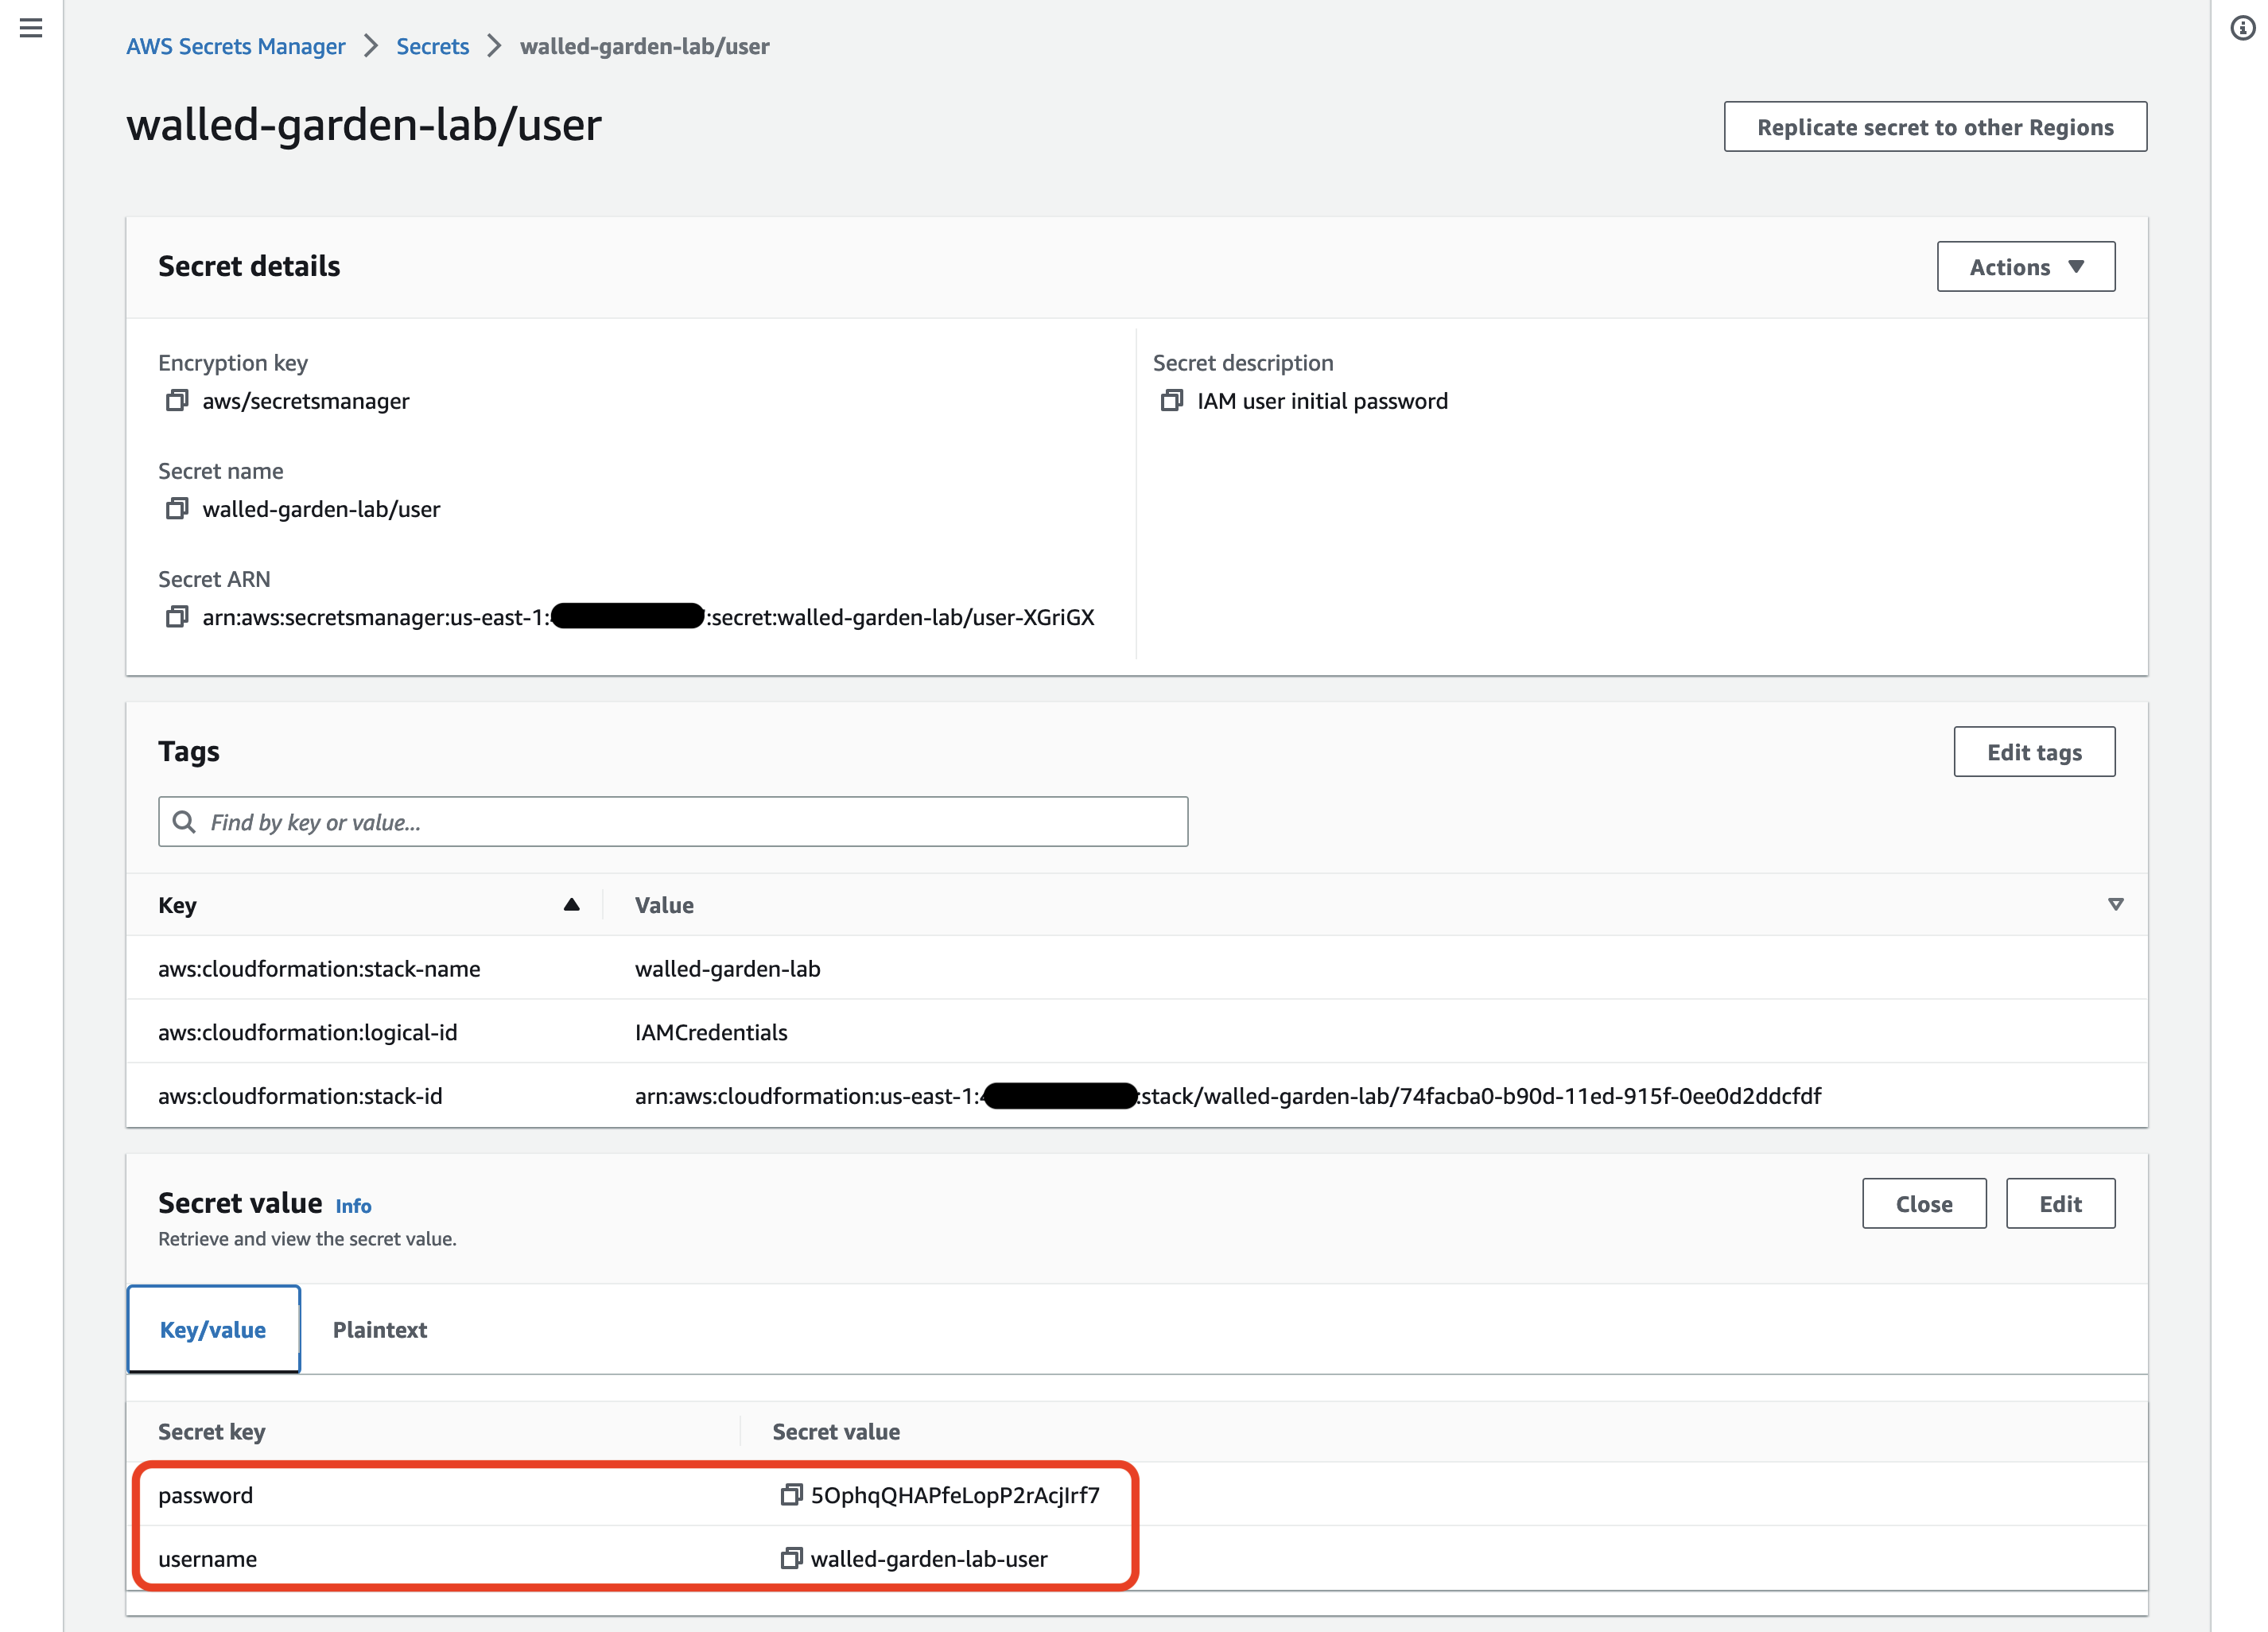 AWS Secrets Manager > Secrets > walled-garden-lab/user
walled-garden-lab/user
Replicate secret to other Regions
Secret details
Actions
Encryption key
aws/secretsmanager
Secret description
IAM user initial password
Secret name
walled-garden-lab/user
Secret ARN
arn:aws:secretsmanager:us-east-1: :secret:walled-garden-lab/user-XGriGX
Tags
Edit tags
Find by key or value...
Key Value
aws:cloudformation:stack-name walled-garden-lab
aws:cloudformation:logical-id IAMCredentials
aws:cloudformation:stack-id arn:aws:cloudformation:us-east-1: :stack/walled-garden-lab/74facba0-b90d-11ed-915f-0ee0d2ddcfdf
Secret value Info
Close Edit
Retrieve and view the secret value.
Key/value Plaintext
Secret key Secret value
password 5OphqQHAPfeLopP2rAcjIrf7
username walled-garden-lab-user